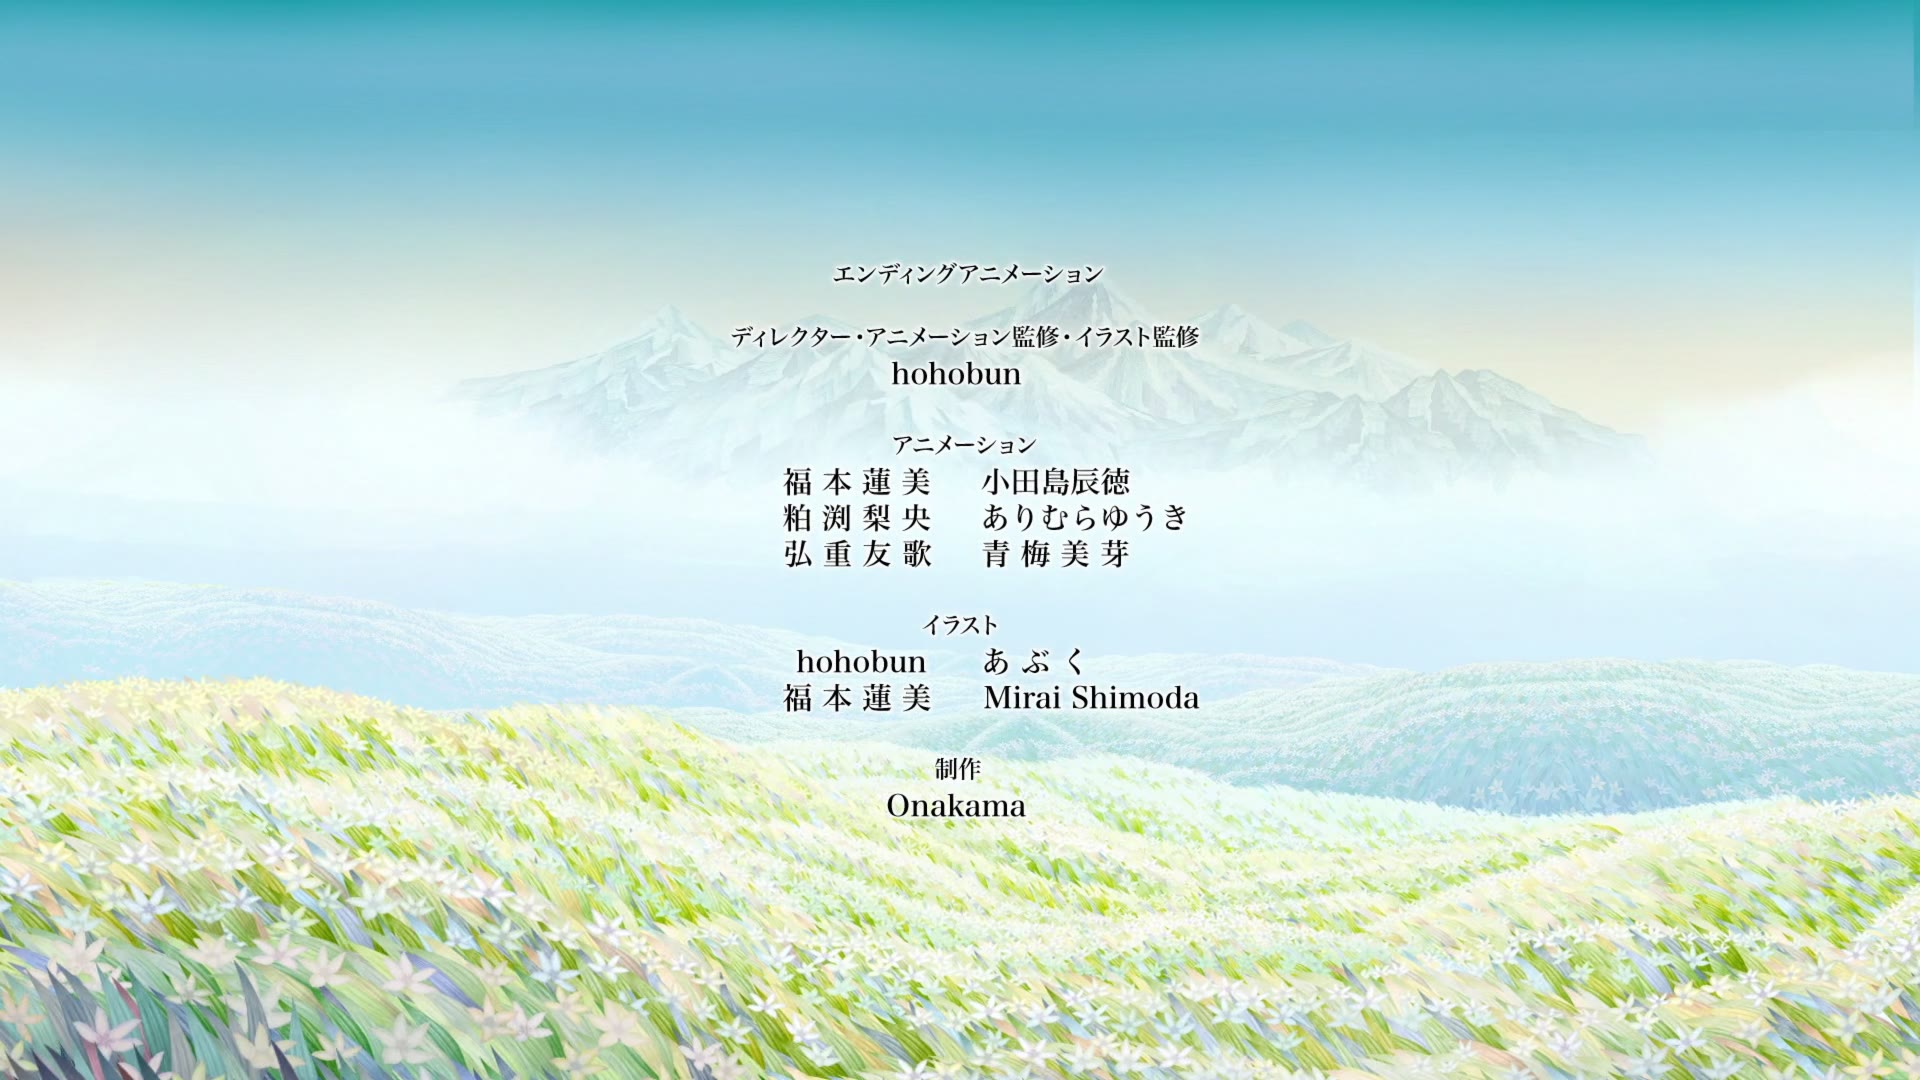 エンディングアニメーション
ディレクター・アニメーション監修・イラスト監修
hohobun
アニメーション
福本蓮美 小田島辰徳
粕渕梨央 ありむらゆうき
弘重友歌 青梅美芽
イラスト
hohobun あぶく
福本蓮美 Mirai Shimoda
制作
Onakama